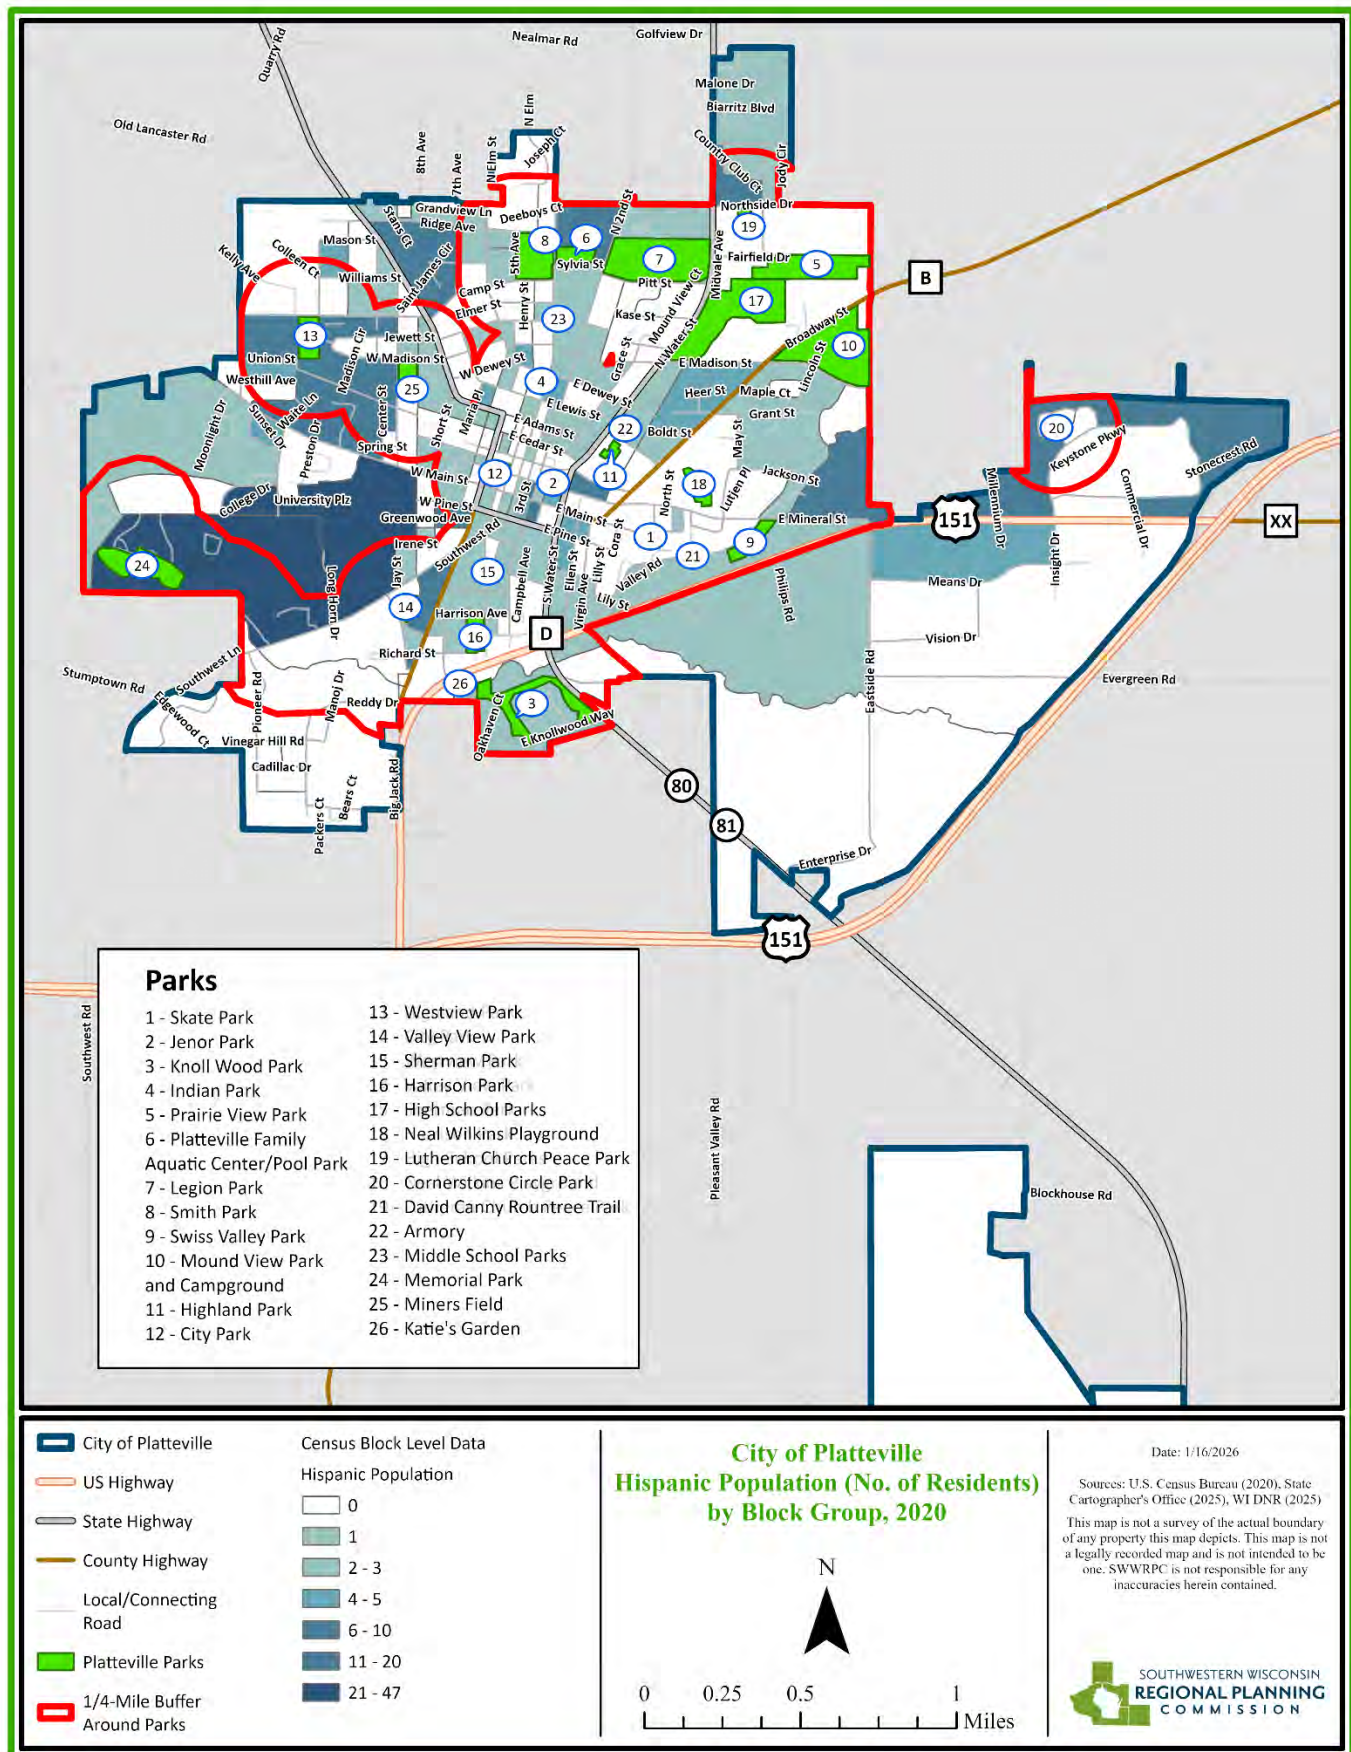 Nealmar Rd
Golfview Dr
Quarry Rd
Malone Dr
Biarritz Blvd
Old Lancaster Rd
N Elm
Joseph Ct
8th Ave
7th Ave
N Elm St
Country Club Ct
Jody Cir
Grandview Ln
Ridge Ave
Deeboys Ct
N 2nd St
Northside Dr
Stans Ct
Mason St
Kelly Ave
Colleen Ct
Williams St
Saint James Cir
5th Ave
8
6
Sylvia St
7
Pitt St
19
Fairfield Dr
5
Midvale Ave
B
Camp St
Elmer St
Henry St
23
Kase St
Mound View Ct
17
Broadway St
10
Lincoln St
13
Jewett St
W Madison St
Union St
Westhill Ave
Madison Cir
25
W Dewey St
4
E Dewey St
E Lewis St
Grace St
N Water St
E Madison St
Heer St
Maple Ct
Grant St
Moonlight Dr
Sunset Dr
Waite Ln
Preston Dr
Center St
Short St
Maria Pl
Spring St
E Adams St
E Cedar St
22
Boldt St
May St
20
Keystone Pkwy
Stonecrest Rd
College Dr
University Plz
W Main St
W Pine St
Greenwood Ave
12
3rd St
2
11
18
North St
Lutjen Pl
Jackson St
E Main St
E Pine St
E Mineral St
Millennium Dr
Commercial Dr
151
XX
24
Irene St
Southwest Rd
1
21
9
Long Horn Dr
Jay St
15
Campbell Ave
S Water St
Ellen St
Virgin Ave
Lilly St
Cora St
Valley Rd
Lily St
Philips Rd
Insight Dr
Means Dr
14
Harrison Ave
16
D
Vision Dr
Richard St
Stumptown Rd
Southwest Ln
Edgewood Ct
Pioneer Rd
Manoj Dr
Reddy Dr
26
3
Oakhaven Ct
E Knollwood Way
Eastside Rd
Evergreen Rd
Vinegar Hill Rd
Cadillac Dr
Packers Ct
Bears Ct
Big Jack Rd
80
81
Enterprise Dr
151
Southwest Rd
Pleasant Valley Rd
Blockhouse Rd
Parks
1 - Skate Park
2 - Jenor Park
3 - Knoll Wood Park
4 - Indian Park
5 - Prairie View Park
6 - Platteville Family
Aquatic Center/Pool Park
7 - Legion Park
8 - Smith Park
9 - Swiss Valley Park
10 - Mound View Park
and Campground
11 - Highland Park
12 - City Park
13 - Westview Park
14 - Valley View Park
15 - Sherman Park
16 - Harrison Park
17 - High School Parks
18 - Neal Wilkins Playground
19 - Lutheran Church Peace Park
20 - Cornerstone Circle Park
21 - David Canny Rountree Trail
22 - Armory
23 - Middle School Parks
24 - Memorial Park
25 - Miners Field
26 - Katie's Garden
City of Platteville
US Highway
State Highway
County Highway
Local/Connecting
Road
Platteville Parks
1/4-Mile Buffer
Around Parks
Census Block Level Data
Hispanic Population
0
1
2 - 3
4 - 5
6 - 10
11 - 20
21 - 47
City of Platteville
Hispanic Population (No. of Residents)
by Block Group, 2020
N
0 0.25 0.5 1
Miles
Date: 1/16/2026
Sources: U.S. Census Bureau (2020), State
Cartographer's Office (2025), WI DNR (2025)
This map is not a survey of the actual boundary
of any property this map depicts. This map is not
a legally recorded map and is not intended to be
one. SWWRPC is not responsible for any
inaccuracies herein contained.
SOUTHWESTERN WISCONSIN
REGIONAL PLANNING
COMMISSION